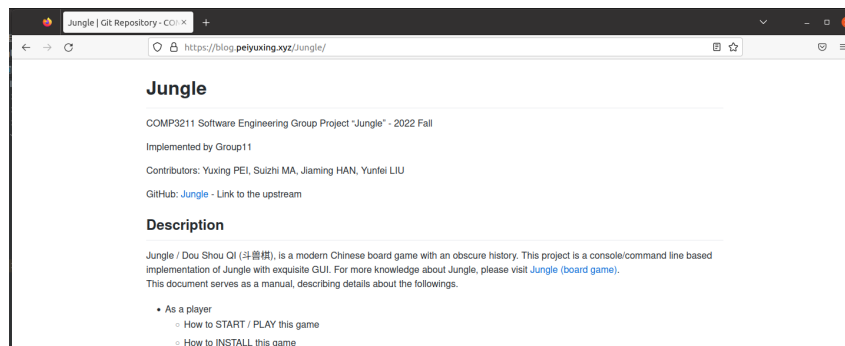 Jungle | Git Repository - CO
https://blog.peiyuxing.xyz/Jungle/
Jungle
COMP3211 Software Engineering Group Project “Jungle” - 2022 Fall
Implemented by Group11
Contributors: Yuxing PEI, Suizhi MA, Jiaming HAN, Yunfei LIU
GitHub: Jungle - Link to the upstream
Description
Jungle / Dou Shou QI (斗兽棋), is a modern Chinese board game with an obscure history. This project is a console/command line based
implementation of Jungle with exquisite GUI. For more knowledge about Jungle, please visit Jungle (board game).
This document serves as a manual, describing details about the followings.
• As a player
◦ How to START / PLAY this game
◦ How to INSTALL this game